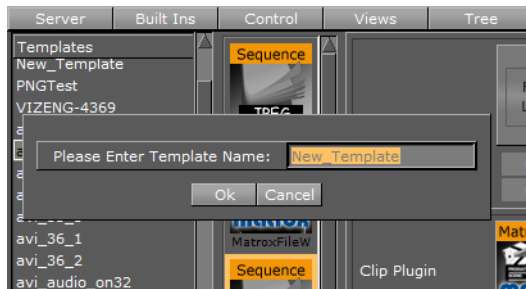 Server Built Ins Control Views Tree
Templates
New_Template
PNGTest
VIZENG-4369
Sequence
JPEG
Please Enter Template Name: New_Template
Ok Cancel
avi_36_1
avi_36_2
avi_audio_on32
MatroxFileW
Sequence
Clip Plugin